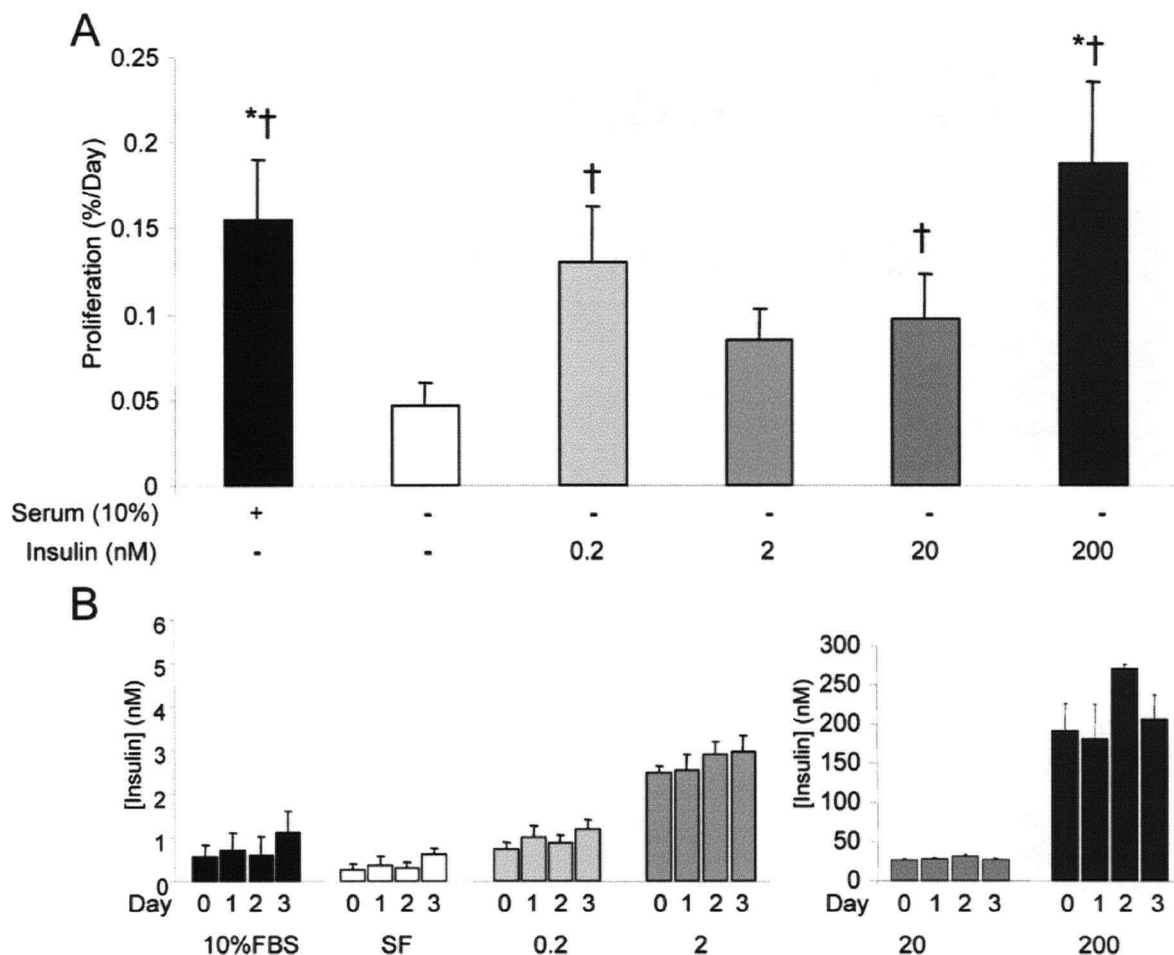 A
0.25
0.2
0.15
0.1
0.05
0
Proliferation (%/Day)
*†
†
†
*†
Serum (10%) + - - - - -
Insulin (nM) - - 0.2 2 20 200
B
6
5
4
3
2
1
0
[Insulin] (nM)
300
250
200
150
100
50
0
[Insulin] (nM)
Day 0 1 2 3 0 1 2 3 0 1 2 3 0 1 2 3 Day 0 1 2 3 0 1 2 3
10%FBS SF 0.2 2 20 200